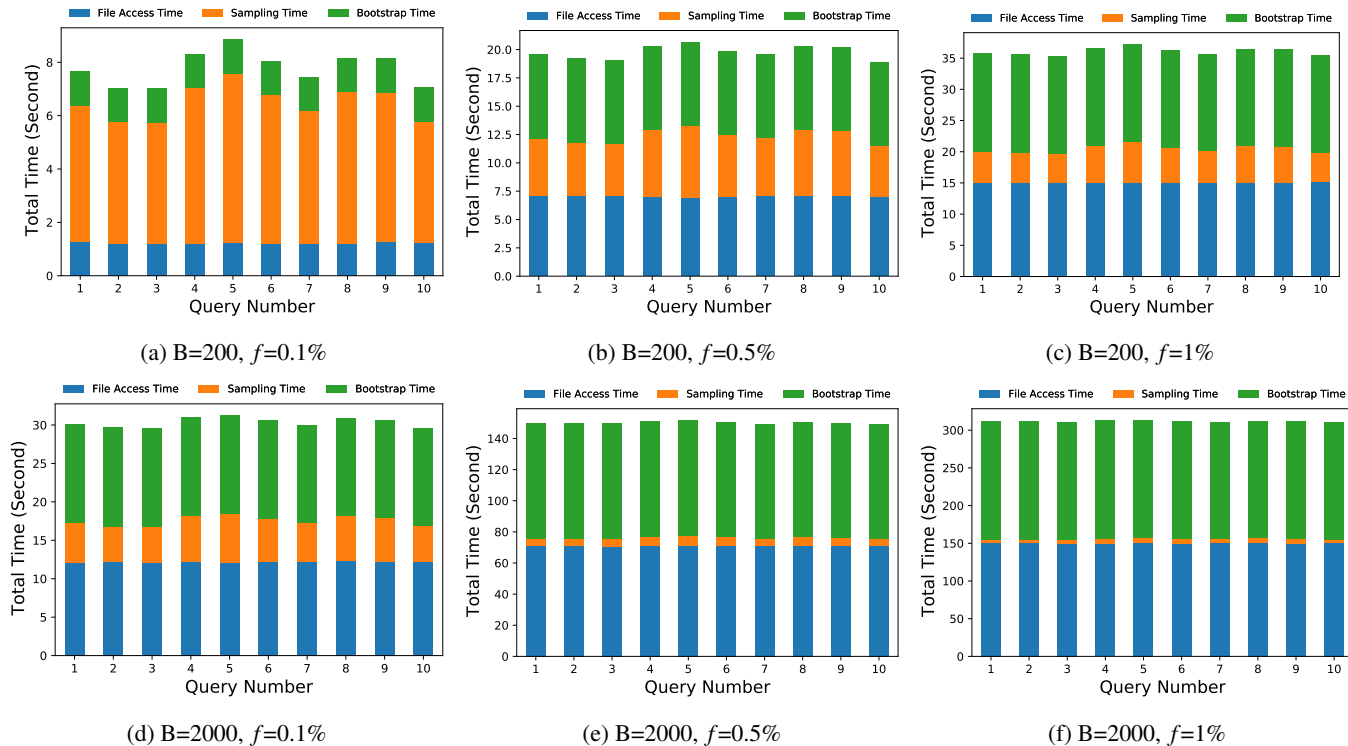 File Access Time Sampling Time Bootstrap Time
Total Time (Second)
8
6
4
2
0
1 2 3 4 5 6 7 8 9 10
Query Number
(a) B=200, f=0.1%
File Access Time Sampling Time Bootstrap Time
Total Time (Second)
20.0
17.5
15.0
12.5
10.0
7.5
5.0
2.5
0.0
1 2 3 4 5 6 7 8 9 10
Query Number
(b) B=200, f=0.5%
File Access Time Sampling Time Bootstrap Time
Total Time (Second)
35
30
25
20
15
10
5
0
1 2 3 4 5 6 7 8 9 10
Query Number
(c) B=200, f=1%
File Access Time Sampling Time Bootstrap Time
Total Time (Second)
30
25
20
15
10
5
0
1 2 3 4 5 6 7 8 9 10
Query Number
(d) B=2000, f=0.1%
File Access Time Sampling Time Bootstrap Time
Total Time (Second)
140
120
100
80
60
40
20
0
1 2 3 4 5 6 7 8 9 10
Query Number
(e) B=2000, f=0.5%
File Access Time Sampling Time Bootstrap Time
Total Time (Second)
300
250
200
150
100
50
0
1 2 3 4 5 6 7 8 9 10
Query Number
(f) B=2000, f=1%